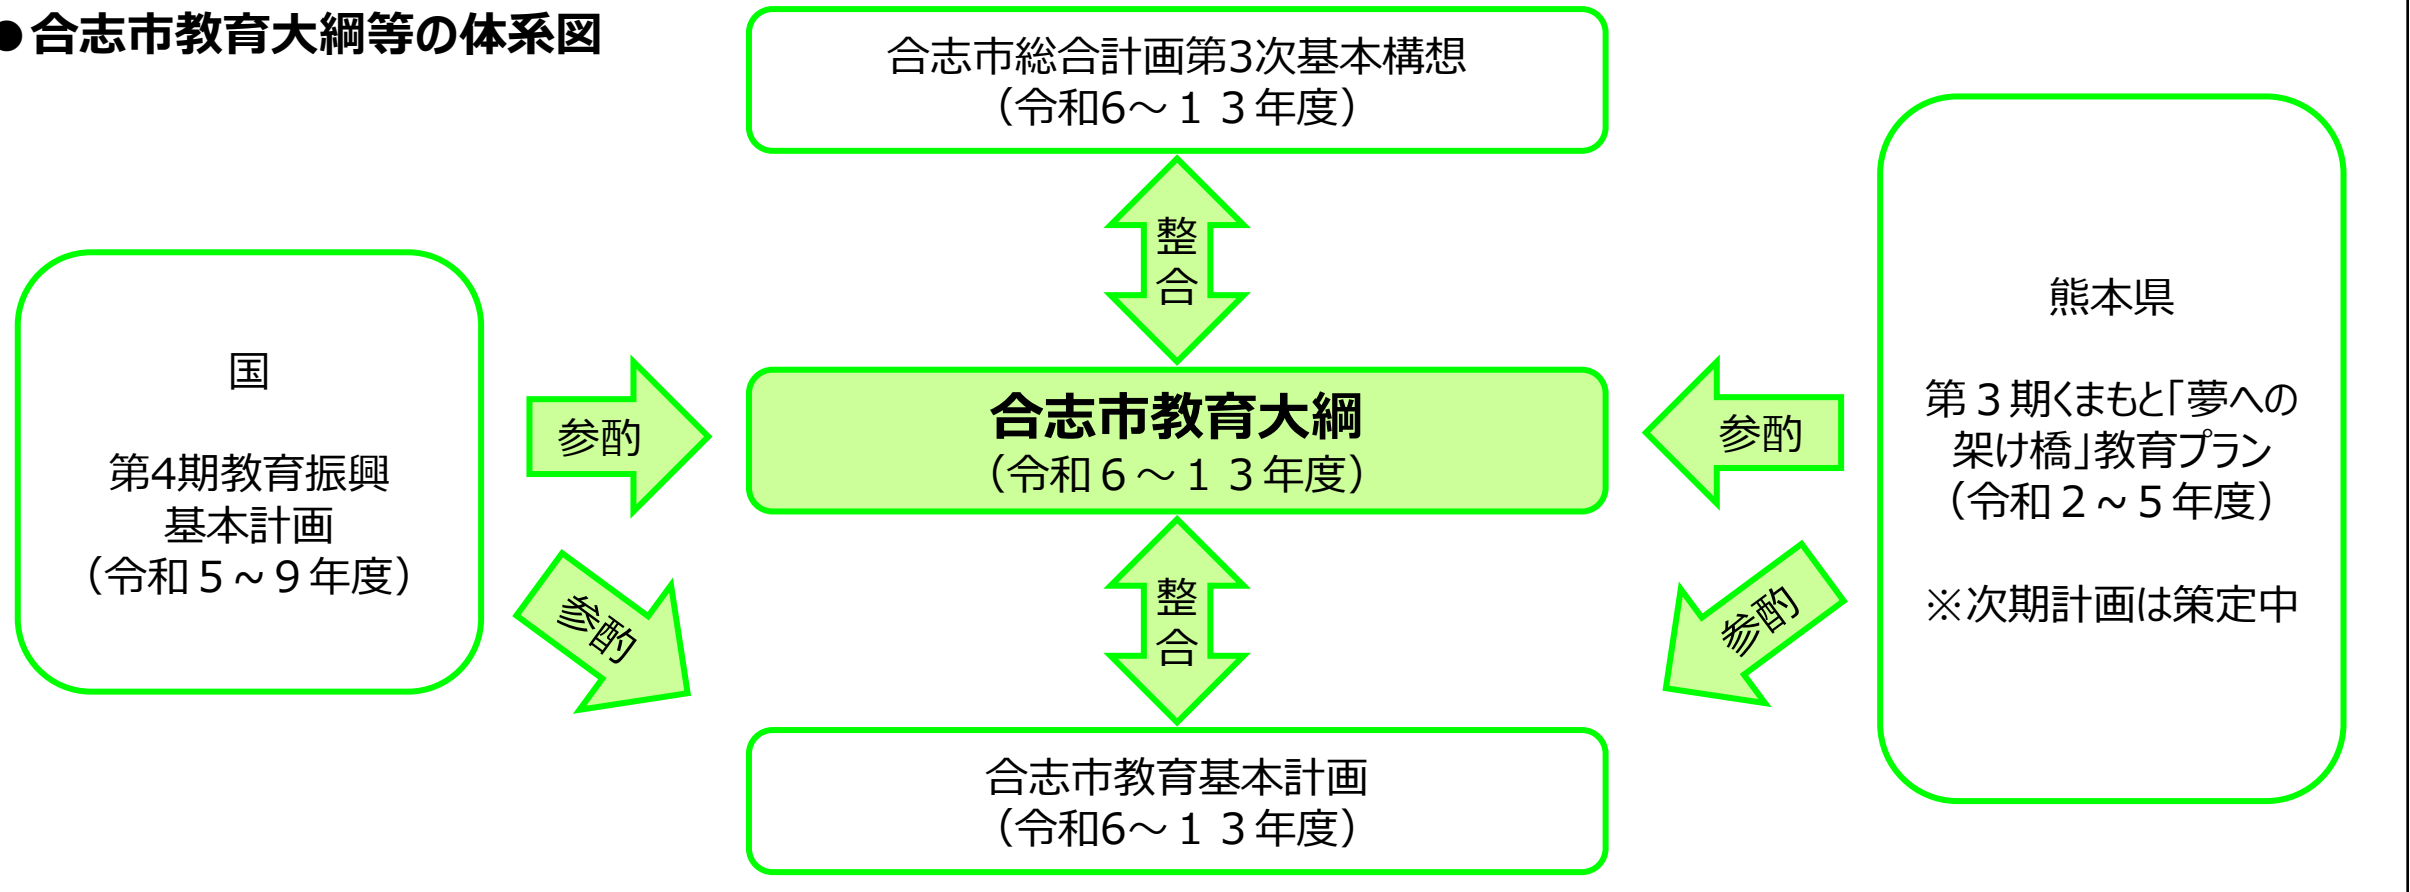 ●合志市教育大綱等の体系図
合志市総合計画第3次基本構想
（令和6～１３年度）
整
合
国
第4期教育振興
基本計画
（令和５～９年度）
参酌
参酌
合志市教育大綱
（令和６～１３年度）
参酌
参酌
熊本県
第３期くまもと「夢への
架け橋」教育プラン
（令和２～５年度）
※次期計画は策定中
整
合
合志市教育基本計画
（令和6～１３年度）